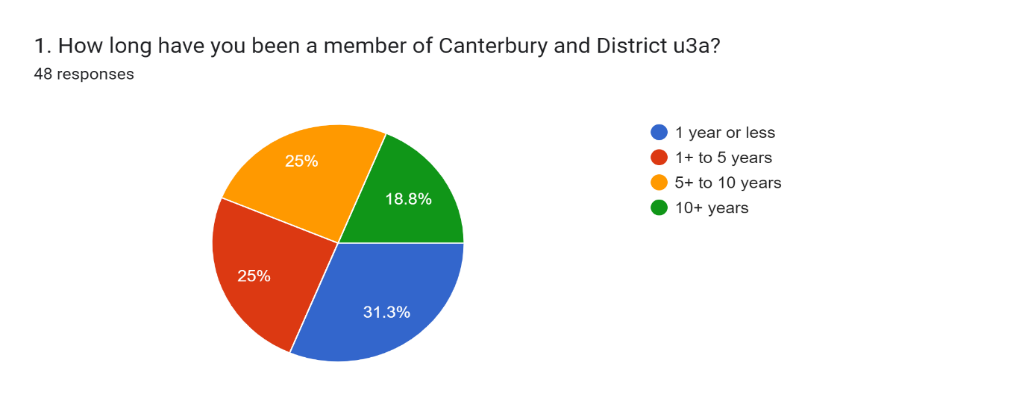 1. How long have you been a member of Canterbury and District u3a?
48 responses
1 year or less
1+ to 5 years
5+ to 10 years
10+ years
25%
18.8%
25%
31.3%